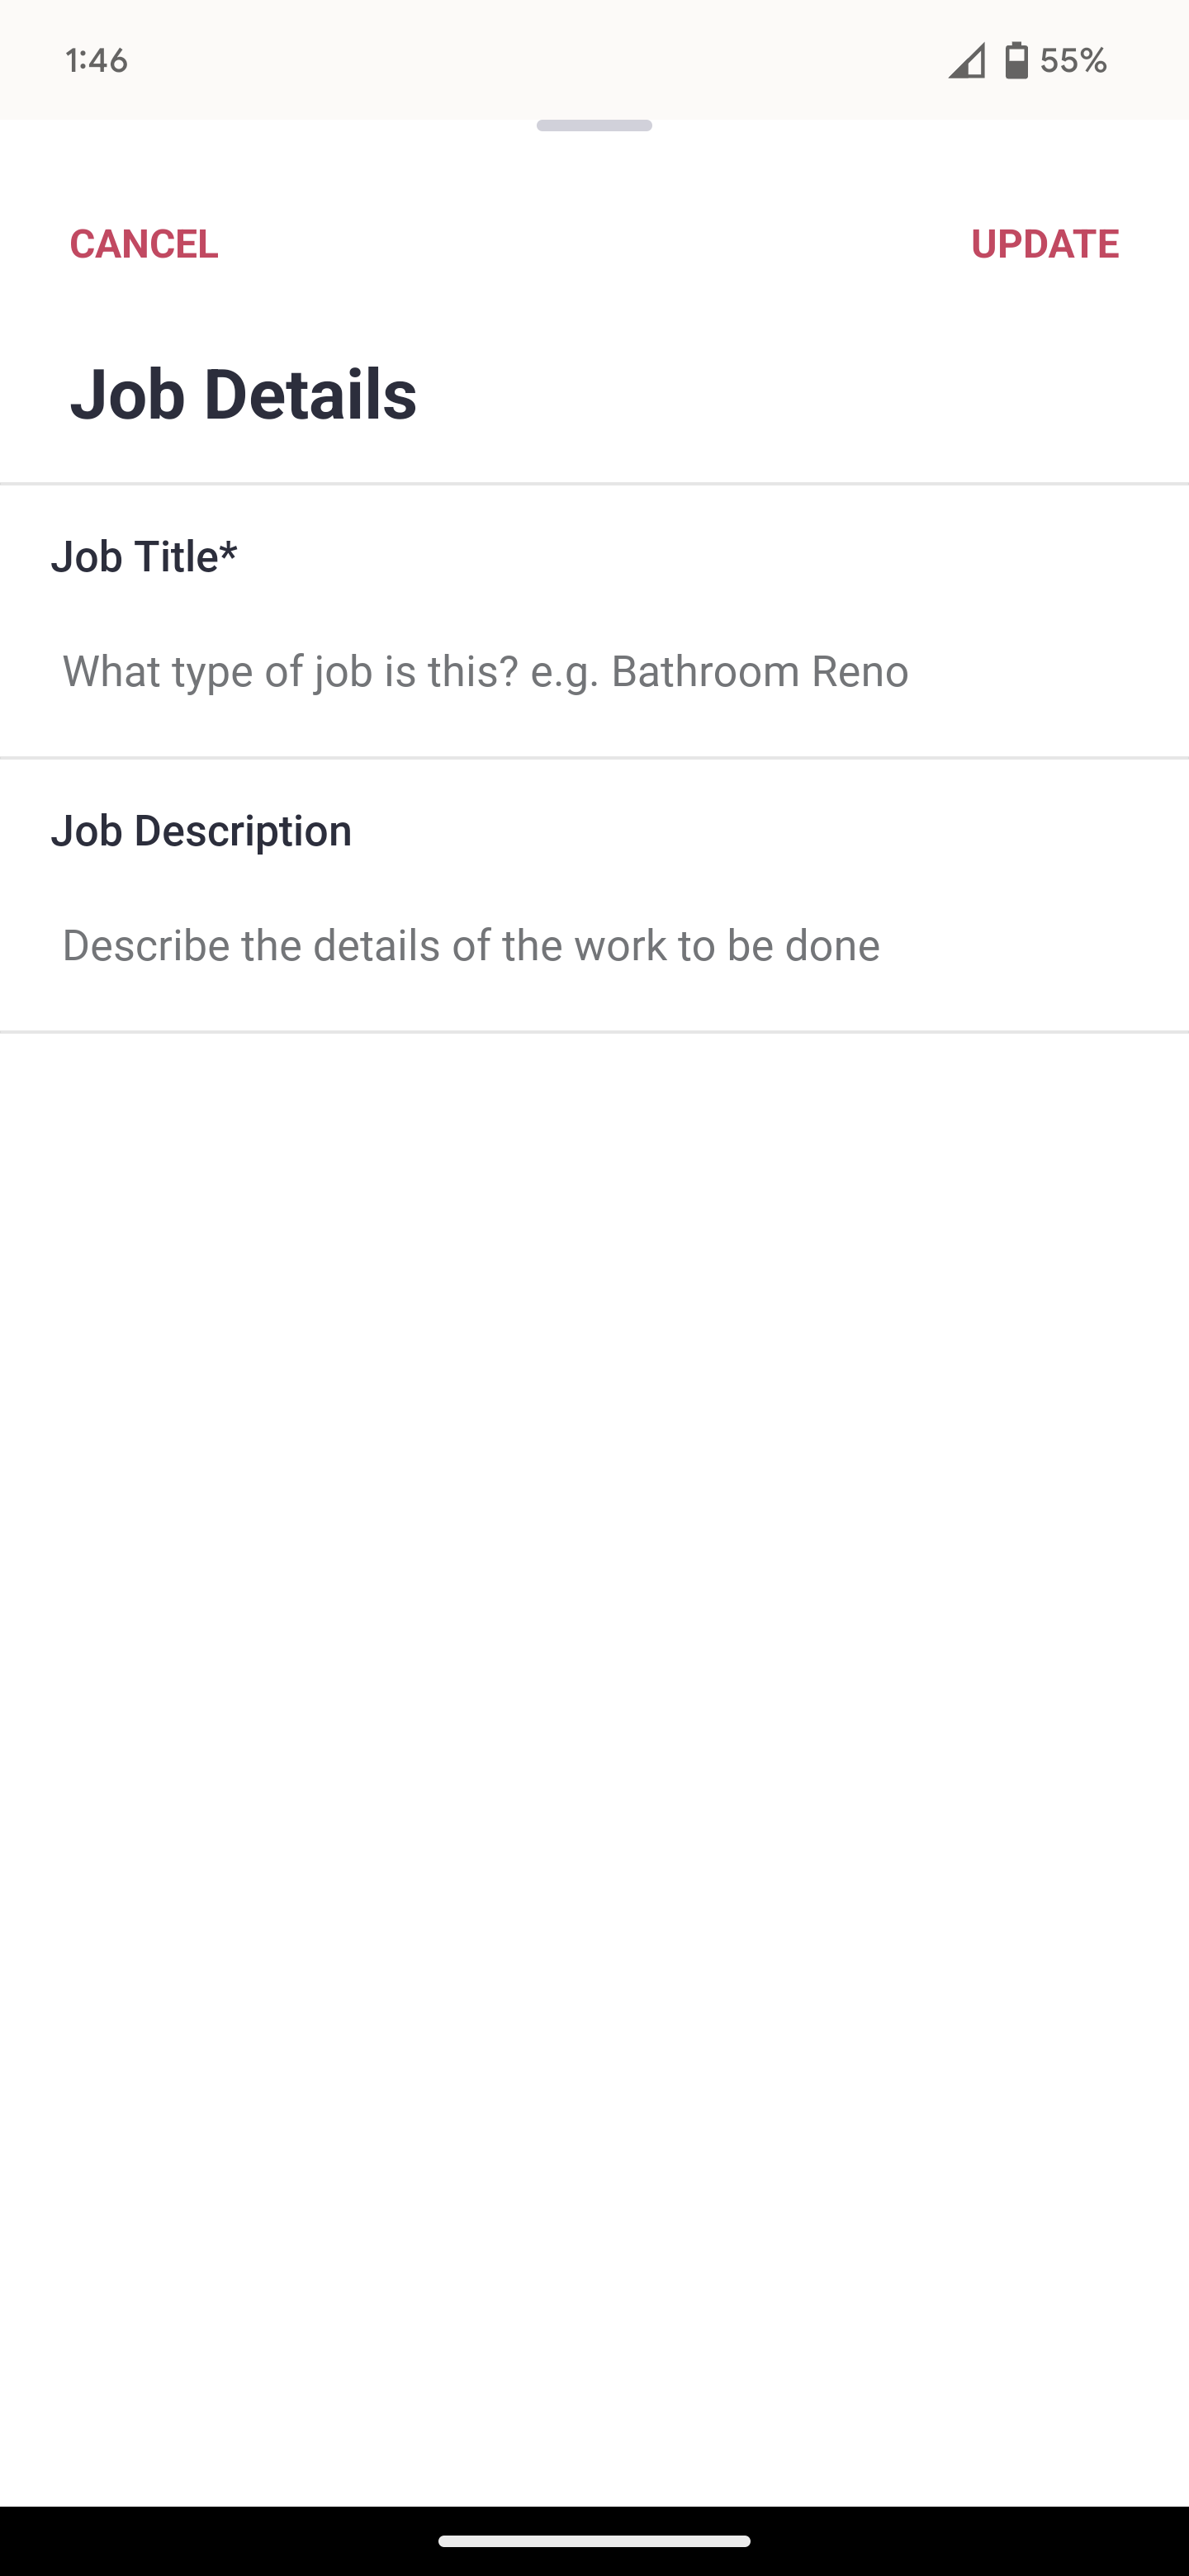 1:46
55%
CANCEL
UPDATE
Job Details
Job Title*
What type of job is this? e.g. Bathroom Reno
Job Description
Describe the details of the work to be done